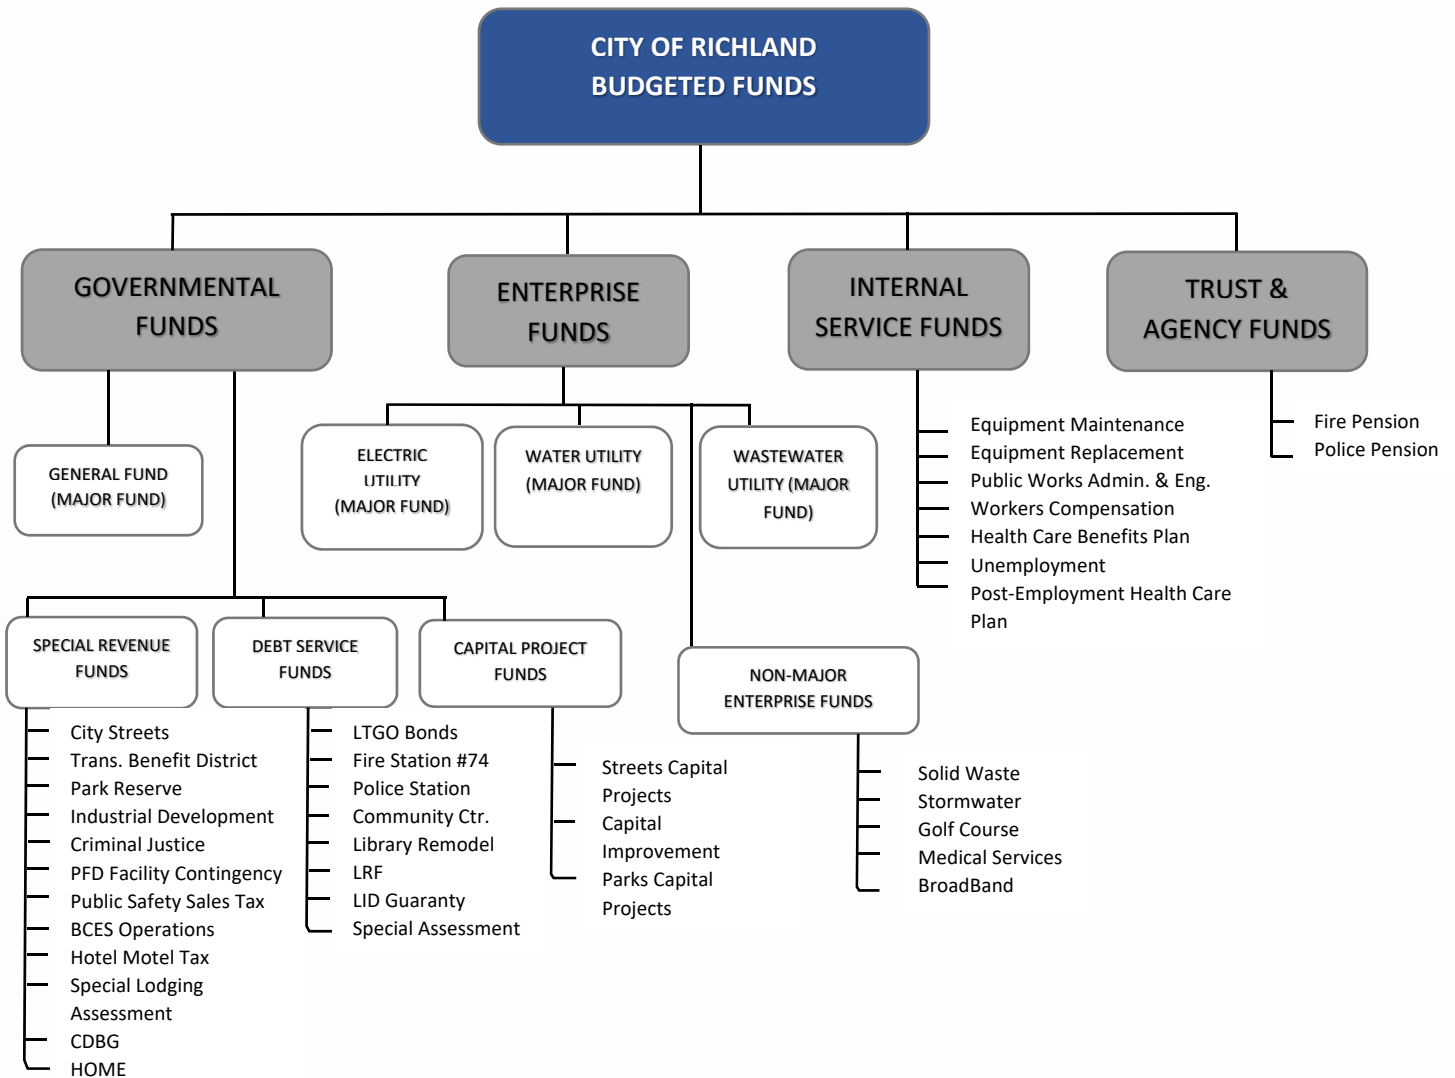 CITY OF RICHLAND
BUDGETED FUNDS
GOVERNMENTAL
FUNDS
ENTERPRISE
FUNDS
INTERNAL
SERVICE FUNDS
TRUST &
AGENCY FUNDS
GENERAL FUND
(MAJOR FUND)
ELECTRIC
UTILITY
(MAJOR FUND)
WATER UTILITY
(MAJOR FUND)
WASTEWATER
UTILITY (MAJOR
FUND)
Equipment Maintenance
Equipment Replacement
Public Works Admin. & Eng.
Workers Compensation
Health Care Benefits Plan
Unemployment
Post-Employment Health Care
Plan
Fire Pension
Police Pension
SPECIAL REVENUE
FUNDS
DEBT SERVICE
FUNDS
CAPITAL PROJECT
FUNDS
NON-MAJOR
ENTERPRISE FUNDS
City Streets
Trans. Benefit District
Park Reserve
Industrial Development
Criminal Justice
PFD Facility Contingency
Public Safety Sales Tax
BCES Operations
Hotel Motel Tax
Special Lodging
Assessment
CDBG
HOME
LTGO Bonds
Fire Station #74
Police Station
Community Ctr.
Library Remodel
LRF
LID Guaranty
Special Assessment
Streets Capital
Projects
Capital
Improvement
Parks Capital
Projects
Solid Waste
Stormwater
Golf Course
Medical Services
BroadBand